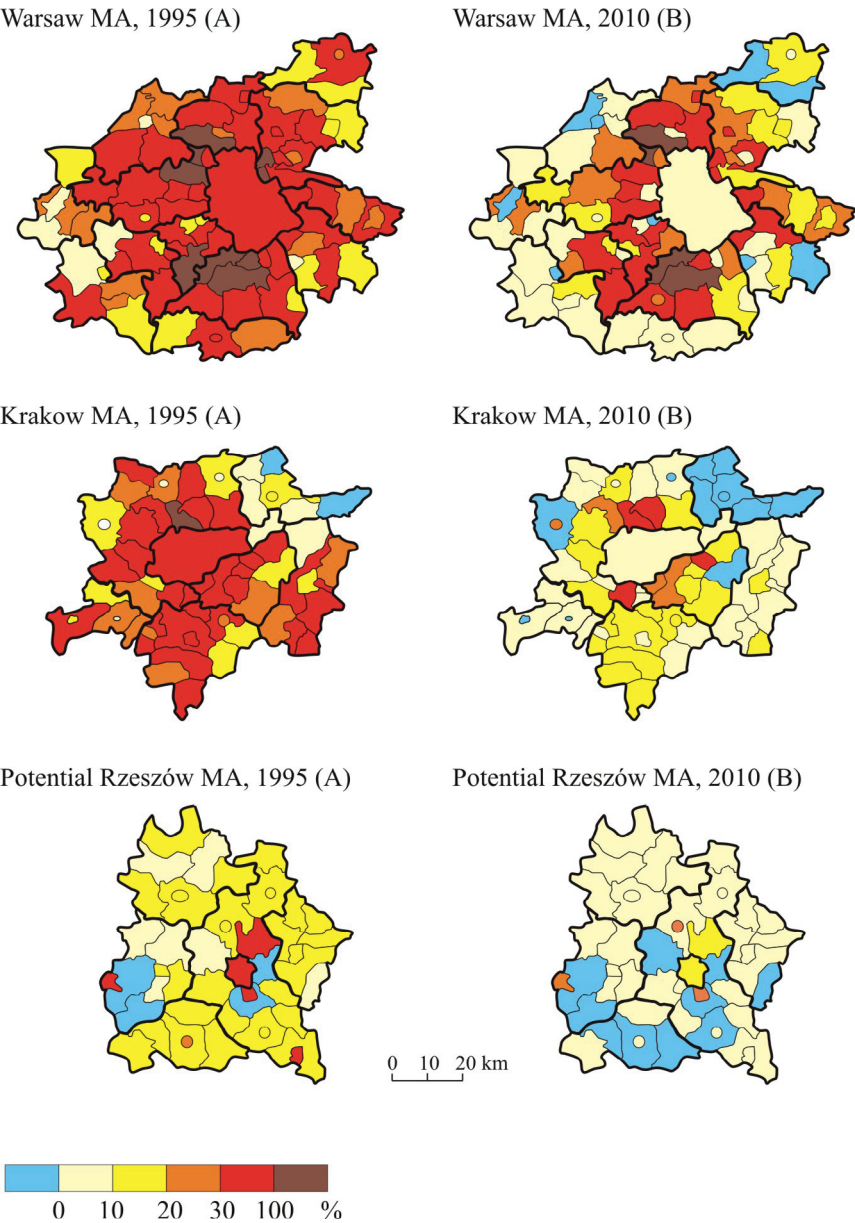 Warsaw MA, 1995 (A)
Warsaw MA, 2010 (B)
Krakow MA, 1995 (A)
Krakow MA, 2010 (B)
Potential Rzeszów MA, 1995 (A)
Potential Rzeszów MA, 2010 (B)
0 10 20 km
0 10 20 30 100 %